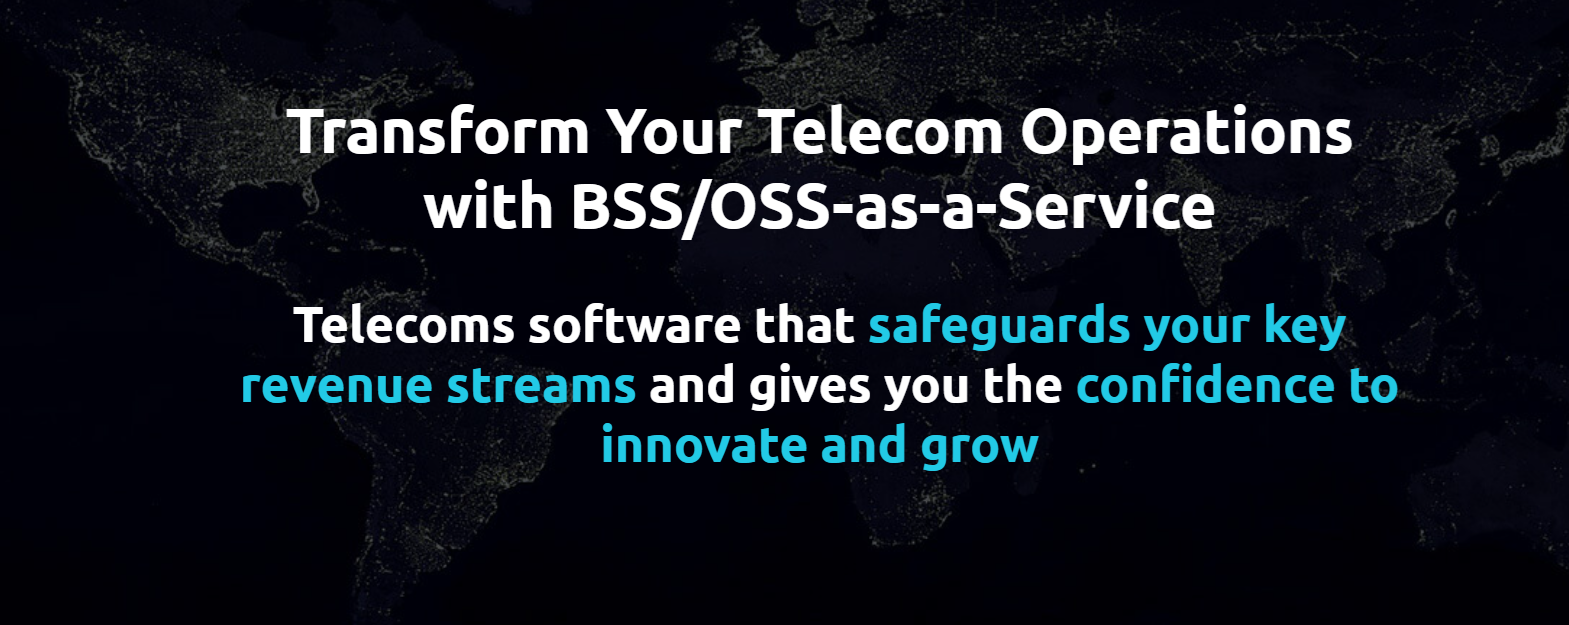 Transform Your Telecom Operations
with BSS/OSS-as-a-Service
Telecoms software that safeguards your key
revenue streams and gives you the confidence to
innovate and grow